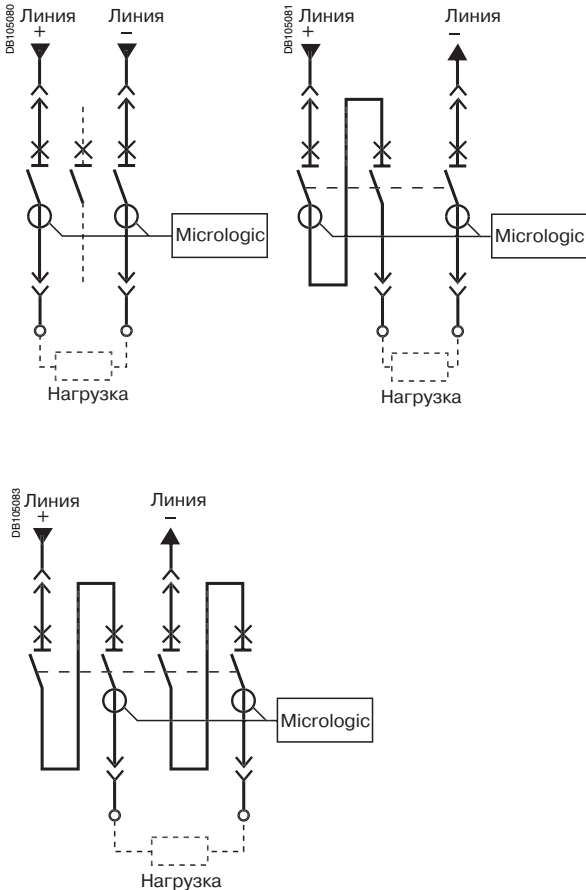 DB105080
Линия
+
Линия
–
Micrologic
Нагрузка
DB105081
Линия
+
Линия
–
Micrologic
Нагрузка
DB105083
Линия
+
Линия
–
Micrologic
Нагрузка